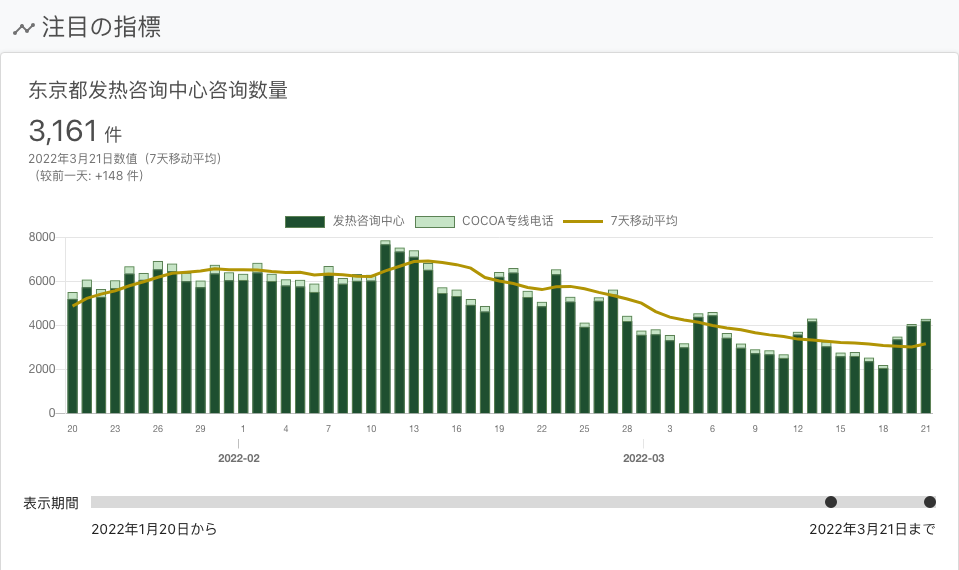 注目の指標
东京都发热咨询中心咨询数量
3,161 件
2022年3月21日数值（7天移动平均）
（较前一天: +148 件）
发热咨询中心 COCOA专线电话 7天移动平均
8000
6000
4000
2000
0
20 23 26 29 1 4 7 10 13 16 19 22 25 28 3 6 9 12 15 18 21
2022-02 2022-03
表示期間
2022年1月20日から 2022年3月21日まで